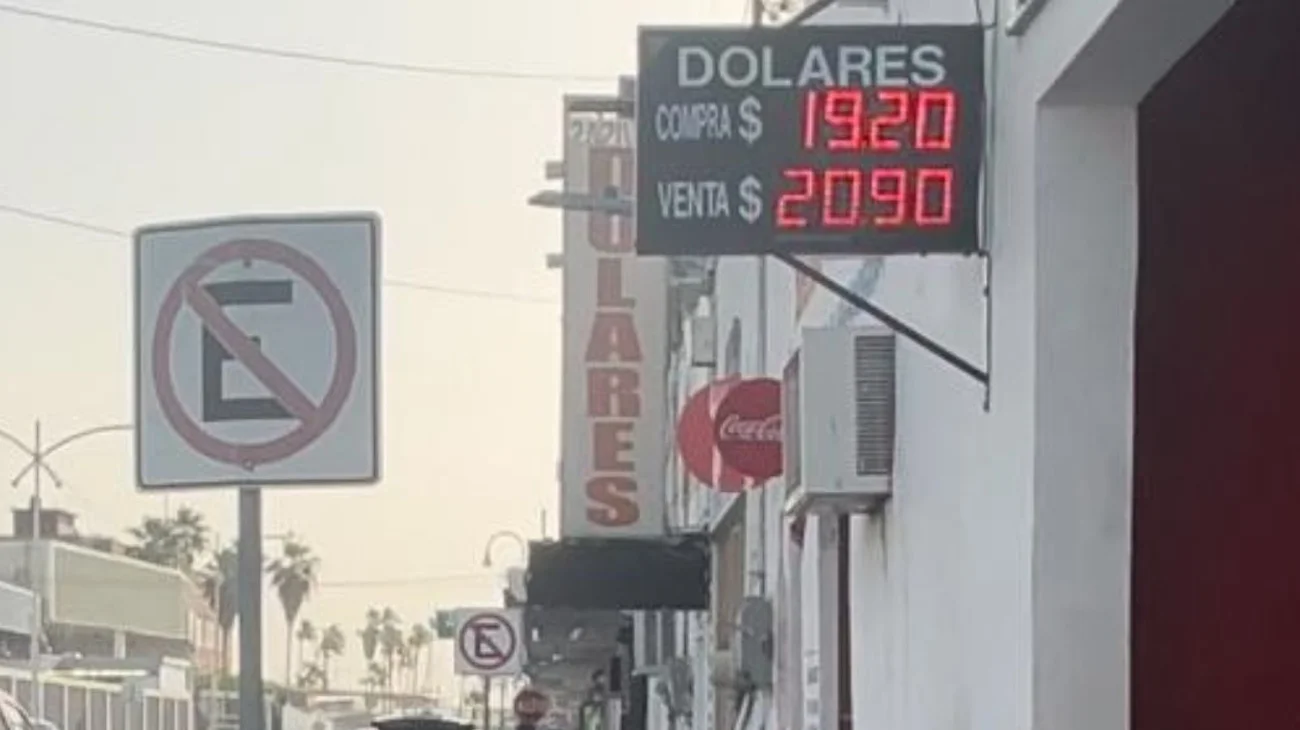 DOLARES
COMPRA $ 19.20
VENTA $ 20.90
DOLARES
Coca-Cola
E
E